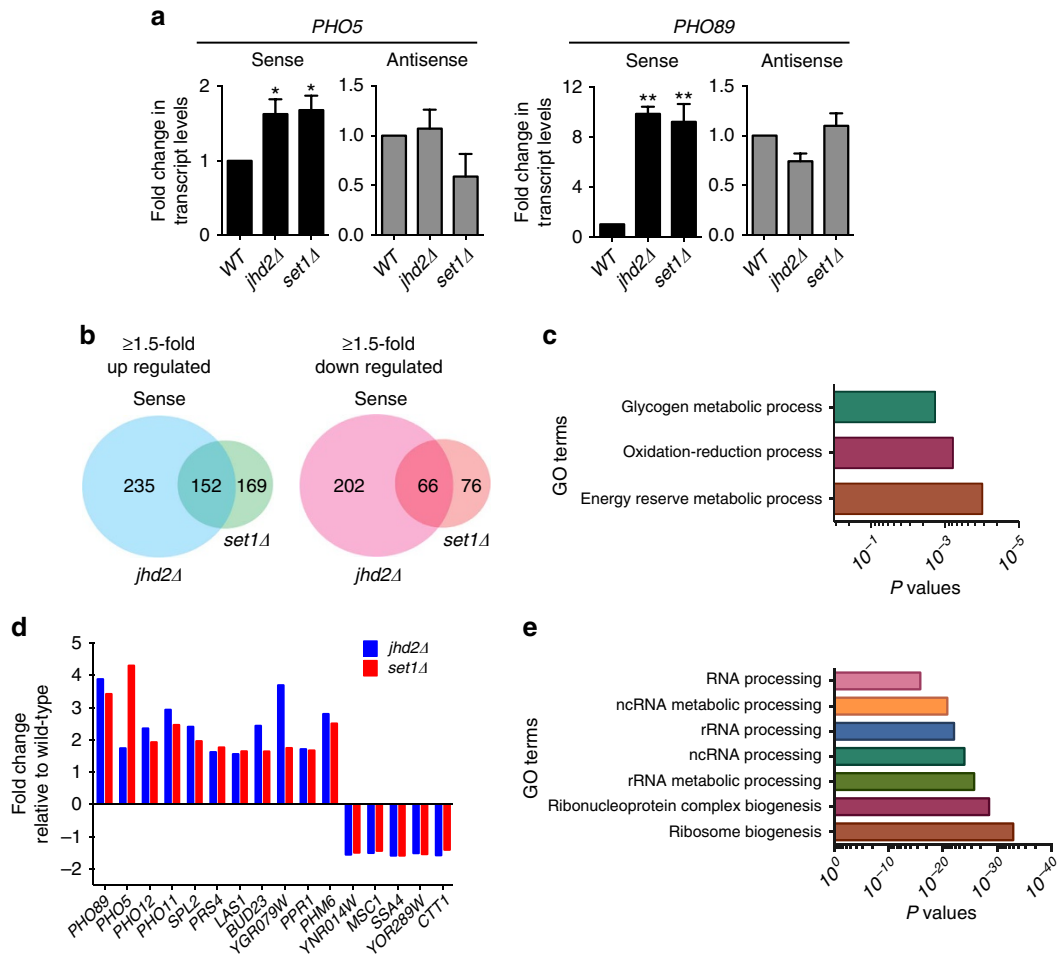 a
PHO5
PHO89
Sense
Antisense
Sense
Antisense
Fold change in
transcript levels
2
1
0
*
*
WT
jhd2Δ
set1Δ
1.5
1.0
0.5
0.0
WT
jhd2Δ
set1Δ
Fold change in
transcript levels
12
8
4
0
**
**
WT
jhd2Δ
set1Δ
1.5
1.0
0.5
0.0
WT
jhd2Δ
set1Δ
b
≥1.5-fold
up regulated
Sense
235
152
169
set1Δ
jhd2Δ
≥1.5-fold
down regulated
Sense
202
66
76
set1Δ
jhd2Δ
c
GO terms
Glycogen metabolic process
Oxidation-reduction process
Energy reserve metabolic process
10-1
10-3
10-5
P values
d
Fold change
relative to wild-type
5
4
3
2
1
0
–1
–2
jhd2Δ
set1Δ
PHO89
PHO5
PHO12
PHO11
SPL2
PRS4
LAS1
BUD23
YGR079W
PPR1
PHM6
YNR014W
MSC1
SSA4
YOR289W
CTT1
e
GO terms
RNA processing
ncRNA metabolic processing
rRNA processing
ncRNA processing
rRNA metabolic processing
Ribonucleoprotein complex biogenesis
Ribosome biogenesis
100
10-10
10-20
10-30
10-40
P values